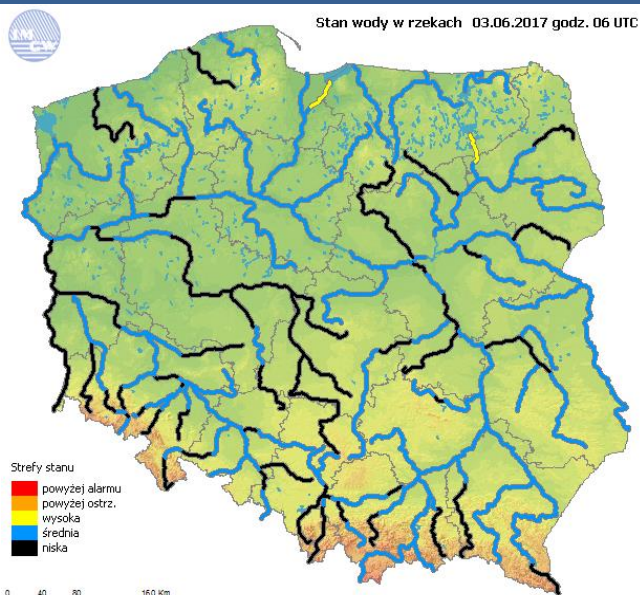 Stan wody w rzekach 03.06.2017 godz. 06 UTC
Strefy stanu
powyżej alarmu
powyżej ostrz.
wysoka
średnia
niska
0 40 80 160 Km